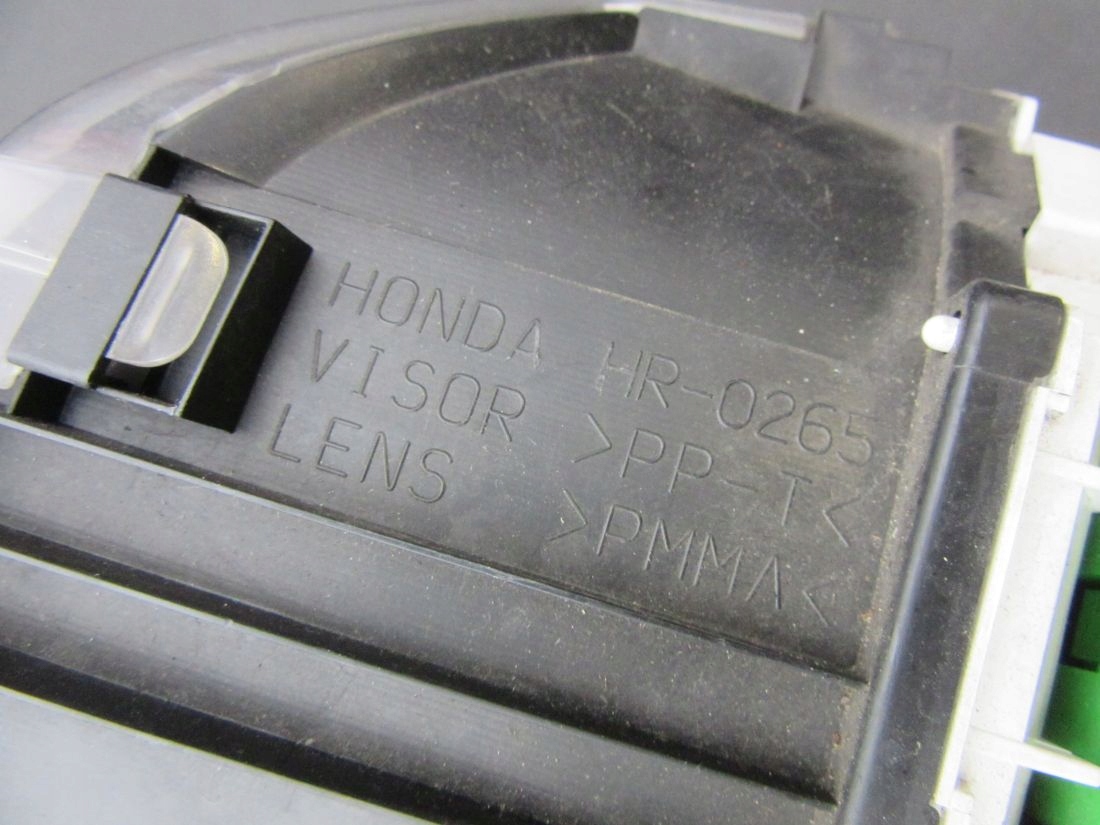 HONDA HR-0265
VISOR >PP-T<
LENS >PMMA<